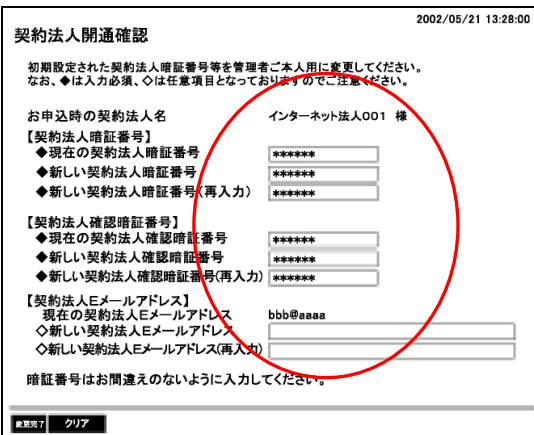 2002/05/21 13:28:00
契約法人開通確認
初期設定された契約法人暗証番号等を管理者ご本人用に変更してください。
なお、◆は入力必須、◇は任意項目となっておりますのでご注意ください。
お申込時の契約法人名 インターネット法人001 様
【契約法人暗証番号】
◆現在の契約法人暗証番号 ******
◆新しい契約法人暗証番号 ******
◆新しい契約法人暗証番号(再入力) ******
【契約法人確認暗証番号】
◆現在の契約法人確認暗証番号 ******
◆新しい契約法人確認暗証番号 ******
◆新しい契約法人確認暗証番号(再入力) ******
【契約法人Eメールアドレス】
現在の契約法人Eメールアドレス bbb@aaaa
◇新しい契約法人Eメールアドレス
◇新しい契約法人Eメールアドレス(再入力)
暗証番号はお間違えのないように入力してください。
変更完了 クリア